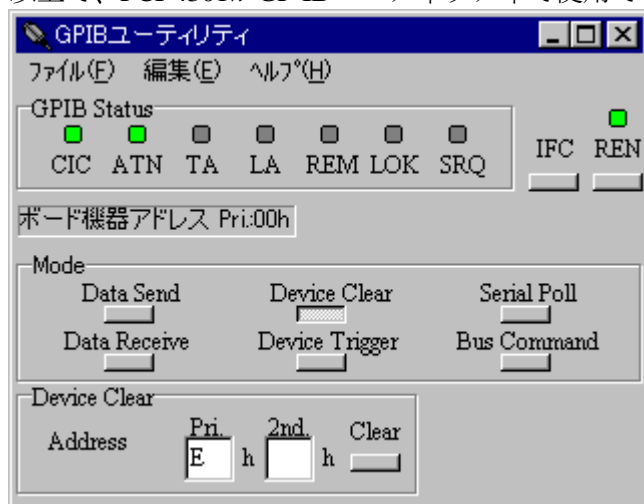 GPIBユーティリティ
ファイル(F) 編集(E) ヘルプ(H)
GPIB Status
CIC ATN TA LA REM LOK SRQ IFC REN
ボード機器アドレス Pri.:00h
Mode
Data Send Device Clear Serial Poll
Data Receive Device Trigger Bus Command
Device Clear
Address Pri. E h 2nd. h Clear